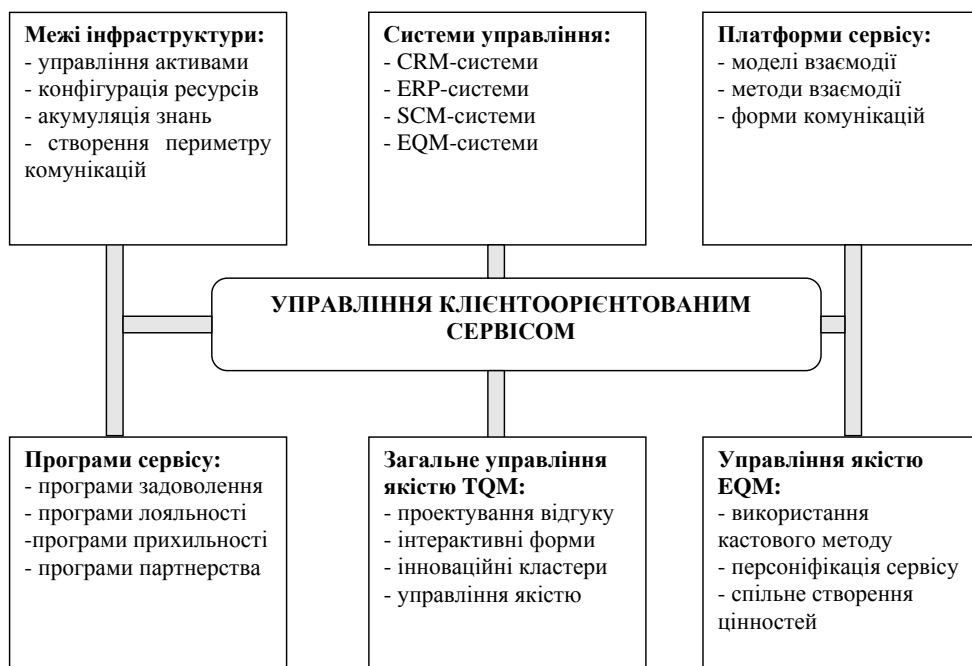 Межі інфраструктури:
- управління активами
- конфігурація ресурсів
- акумуляція знань
- створення периметру
комунікацій
Системи управління:
- CRM-системи
- ERP-системи
- SCM-системи
- EQM-системи
Платформи сервісу:
- моделі взаємодії
- методи взаємодії
- форми комунікацій
УПРАВЛІННЯ КЛІЄНТООРІЄНТОВАНИМ
СЕРВІСОМ
Програми сервісу:
- програми задоволення
- програми лояльності
-програми прихильності
- програми партнерства
Загальне управління
якістю TQM:
- проектування відгуку
- інтерактивні форми
- інноваційні кластери
- управління якістю
Управління якістю
EQM:
- використання
кастового методу
- персоніфікація сервісу
- спільне створення
цінностей